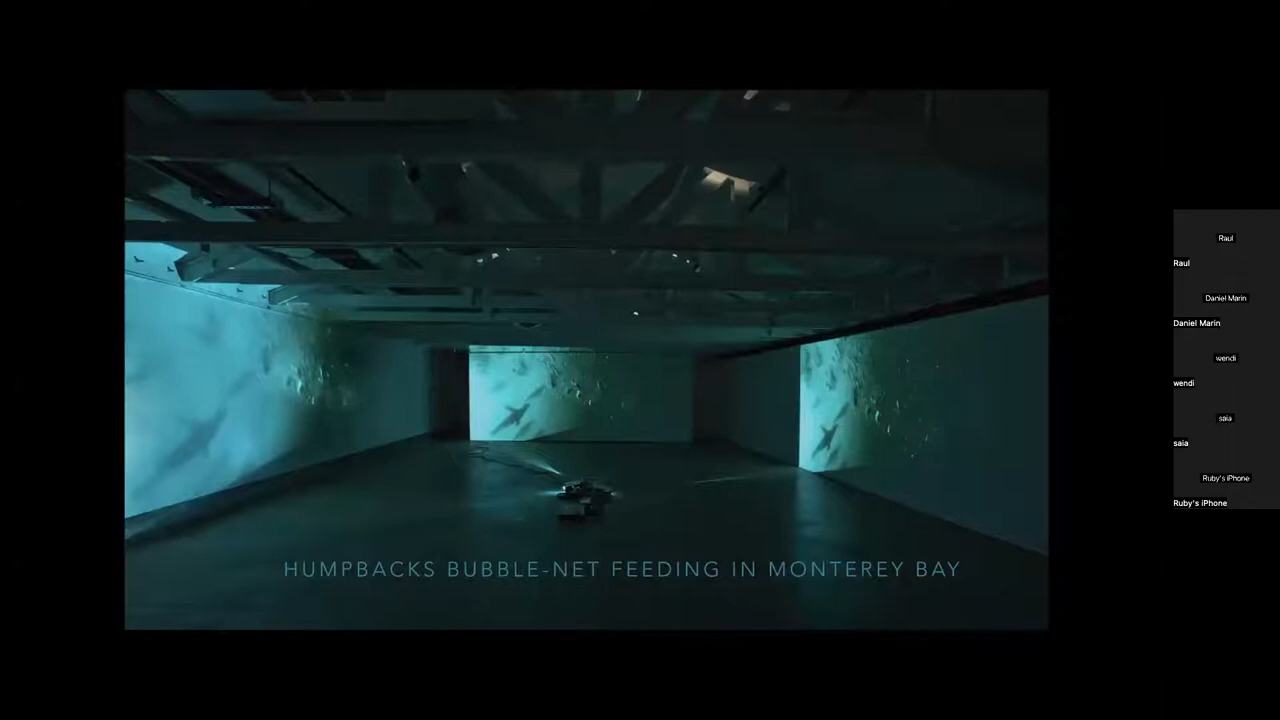 HUMPBACKS BUBBLE-NET FEEDING IN MONTEREY BAY
Raul
Raul
Daniel Marin
Daniel Marin
wendi
wendi
saia
saia
Ruby's iPhone
Ruby's iPhone